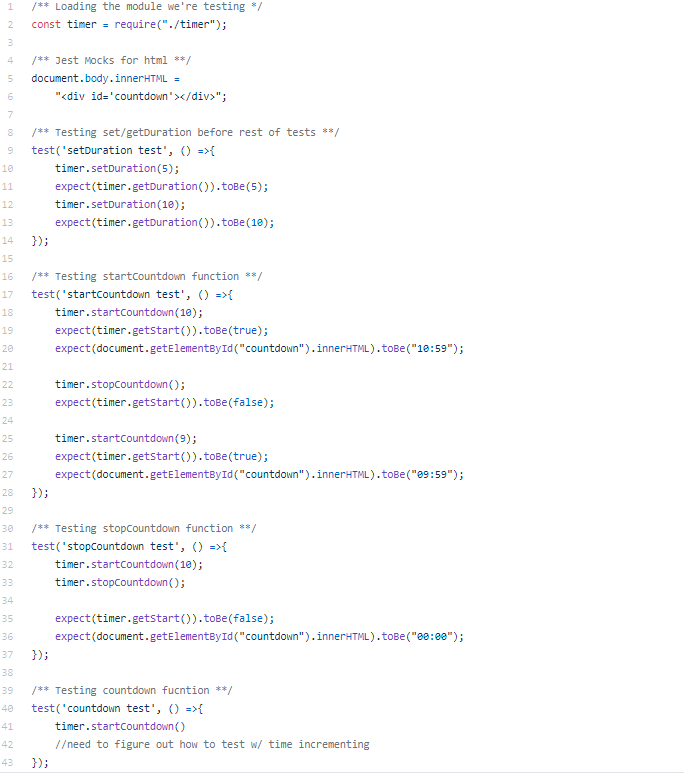 1 /** Loading the module we're testing */
2 const timer = require("./timer");
3
4 /** Jest Mocks for html **/
5 document.body.innerHTML =
6     "<div id='countdown'></div>";
7
8 /** Testing set/getDuration before rest of tests **/
9 test('setDuration test', () =>{
10     timer.setDuration(5);
11     expect(timer.getDuration()).toBe(5);
12     timer.setDuration(10);
13     expect(timer.getDuration()).toBe(10);
14 });
15
16 /** Testing startCountdown function **/
17 test('startCountdown test', () =>{
18     timer.startCountdown(10);
19     expect(timer.getStart()).toBe(true);
20     expect(document.getElementById("countdown").innerHTML).toBe("10:59");
21
22     timer.stopCountdown();
23     expect(timer.getStart()).toBe(false);
24
25     timer.startCountdown(9);
26     expect(timer.getStart()).toBe(true);
27     expect(document.getElementById("countdown").innerHTML).toBe("09:59");
28 });
29
30 /** Testing stopCountdown function **/
31 test('stopCountdown test', () =>{
32     timer.startCountdown(10);
33     timer.stopCountdown();
34
35     expect(timer.getStart()).toBe(false);
36     expect(document.getElementById("countdown").innerHTML).toBe("00:00");
37 });
38
39 /** Testing countdown fucntion **/
40 test('countdown test', () =>{
41     timer.startCountdown()
42     //need to figure out how to test w/ time incrementing
43 });